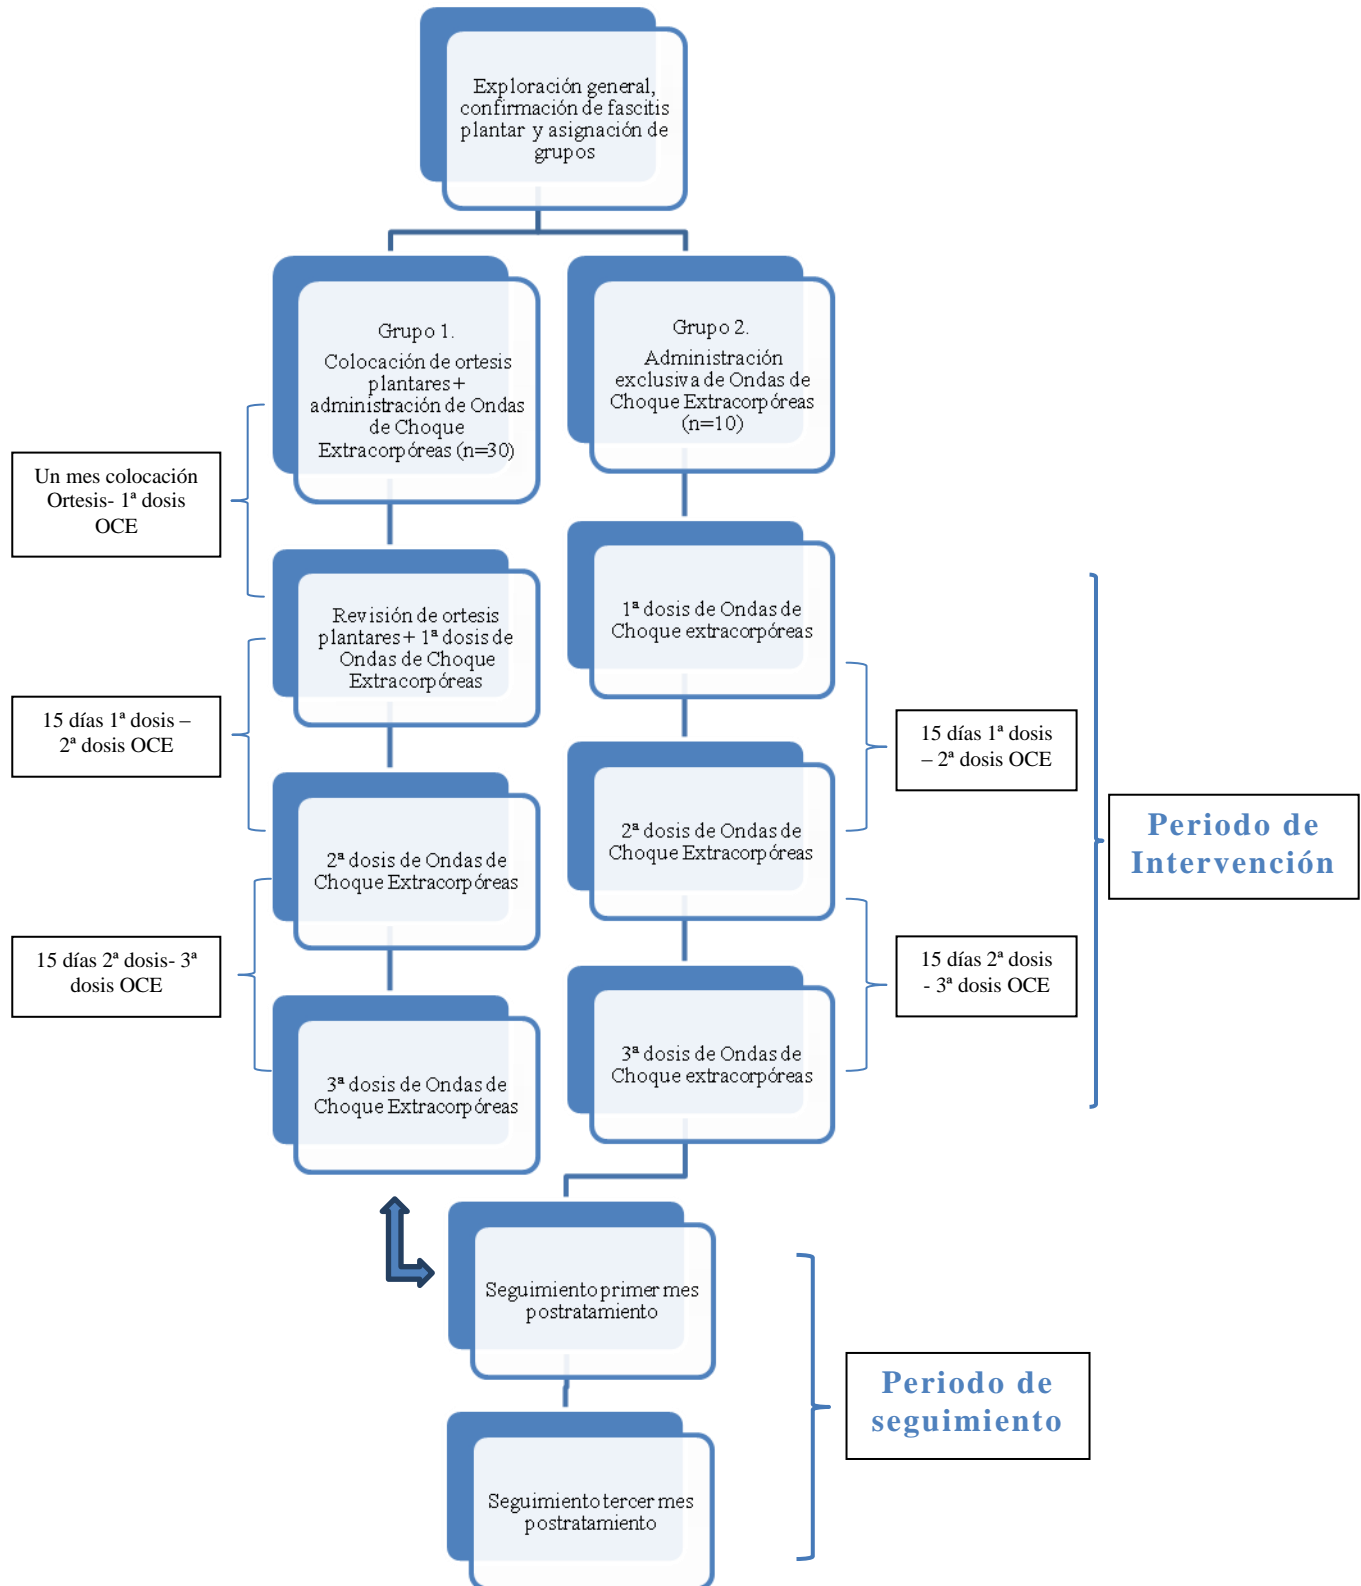 Exploración general,
confirmación de fascitis
plantar y asignación de
grupos
Grupo 1.
Colocación de ortesis
plantares +
administración de Ondas
de Choque
Extracorpóreas (n=30)
Grupo 2.
Administración
exclusiva de Ondas de
Choque Extracorpóreas
(n=10)
Un mes colocación
Ortesis- 1ª dosis
OCE
Revisión de ortesis
plantares + 1ª dosis de
Ondas de Choque
Extracorpóreas
1ª dosis de Ondas de
Choque extracorpóreas
15 días 1ª dosis –
2ª dosis OCE
15 días 1ª dosis
– 2ª dosis OCE
2ª dosis de Ondas de
Choque Extracorpóreas
2ª dosis de Ondas de
Choque Extracorpóreas
Periodo de
Intervención
15 días 2ª dosis- 3ª
dosis OCE
15 días 2ª dosis
- 3ª dosis OCE
3ª dosis de Ondas de
Choque Extracorpóreas
3ª dosis de Ondas de
Choque extracorpóreas
Seguimiento primer mes
postratamiento
Periodo de
seguimiento
Seguimiento tercer mes
postratamiento